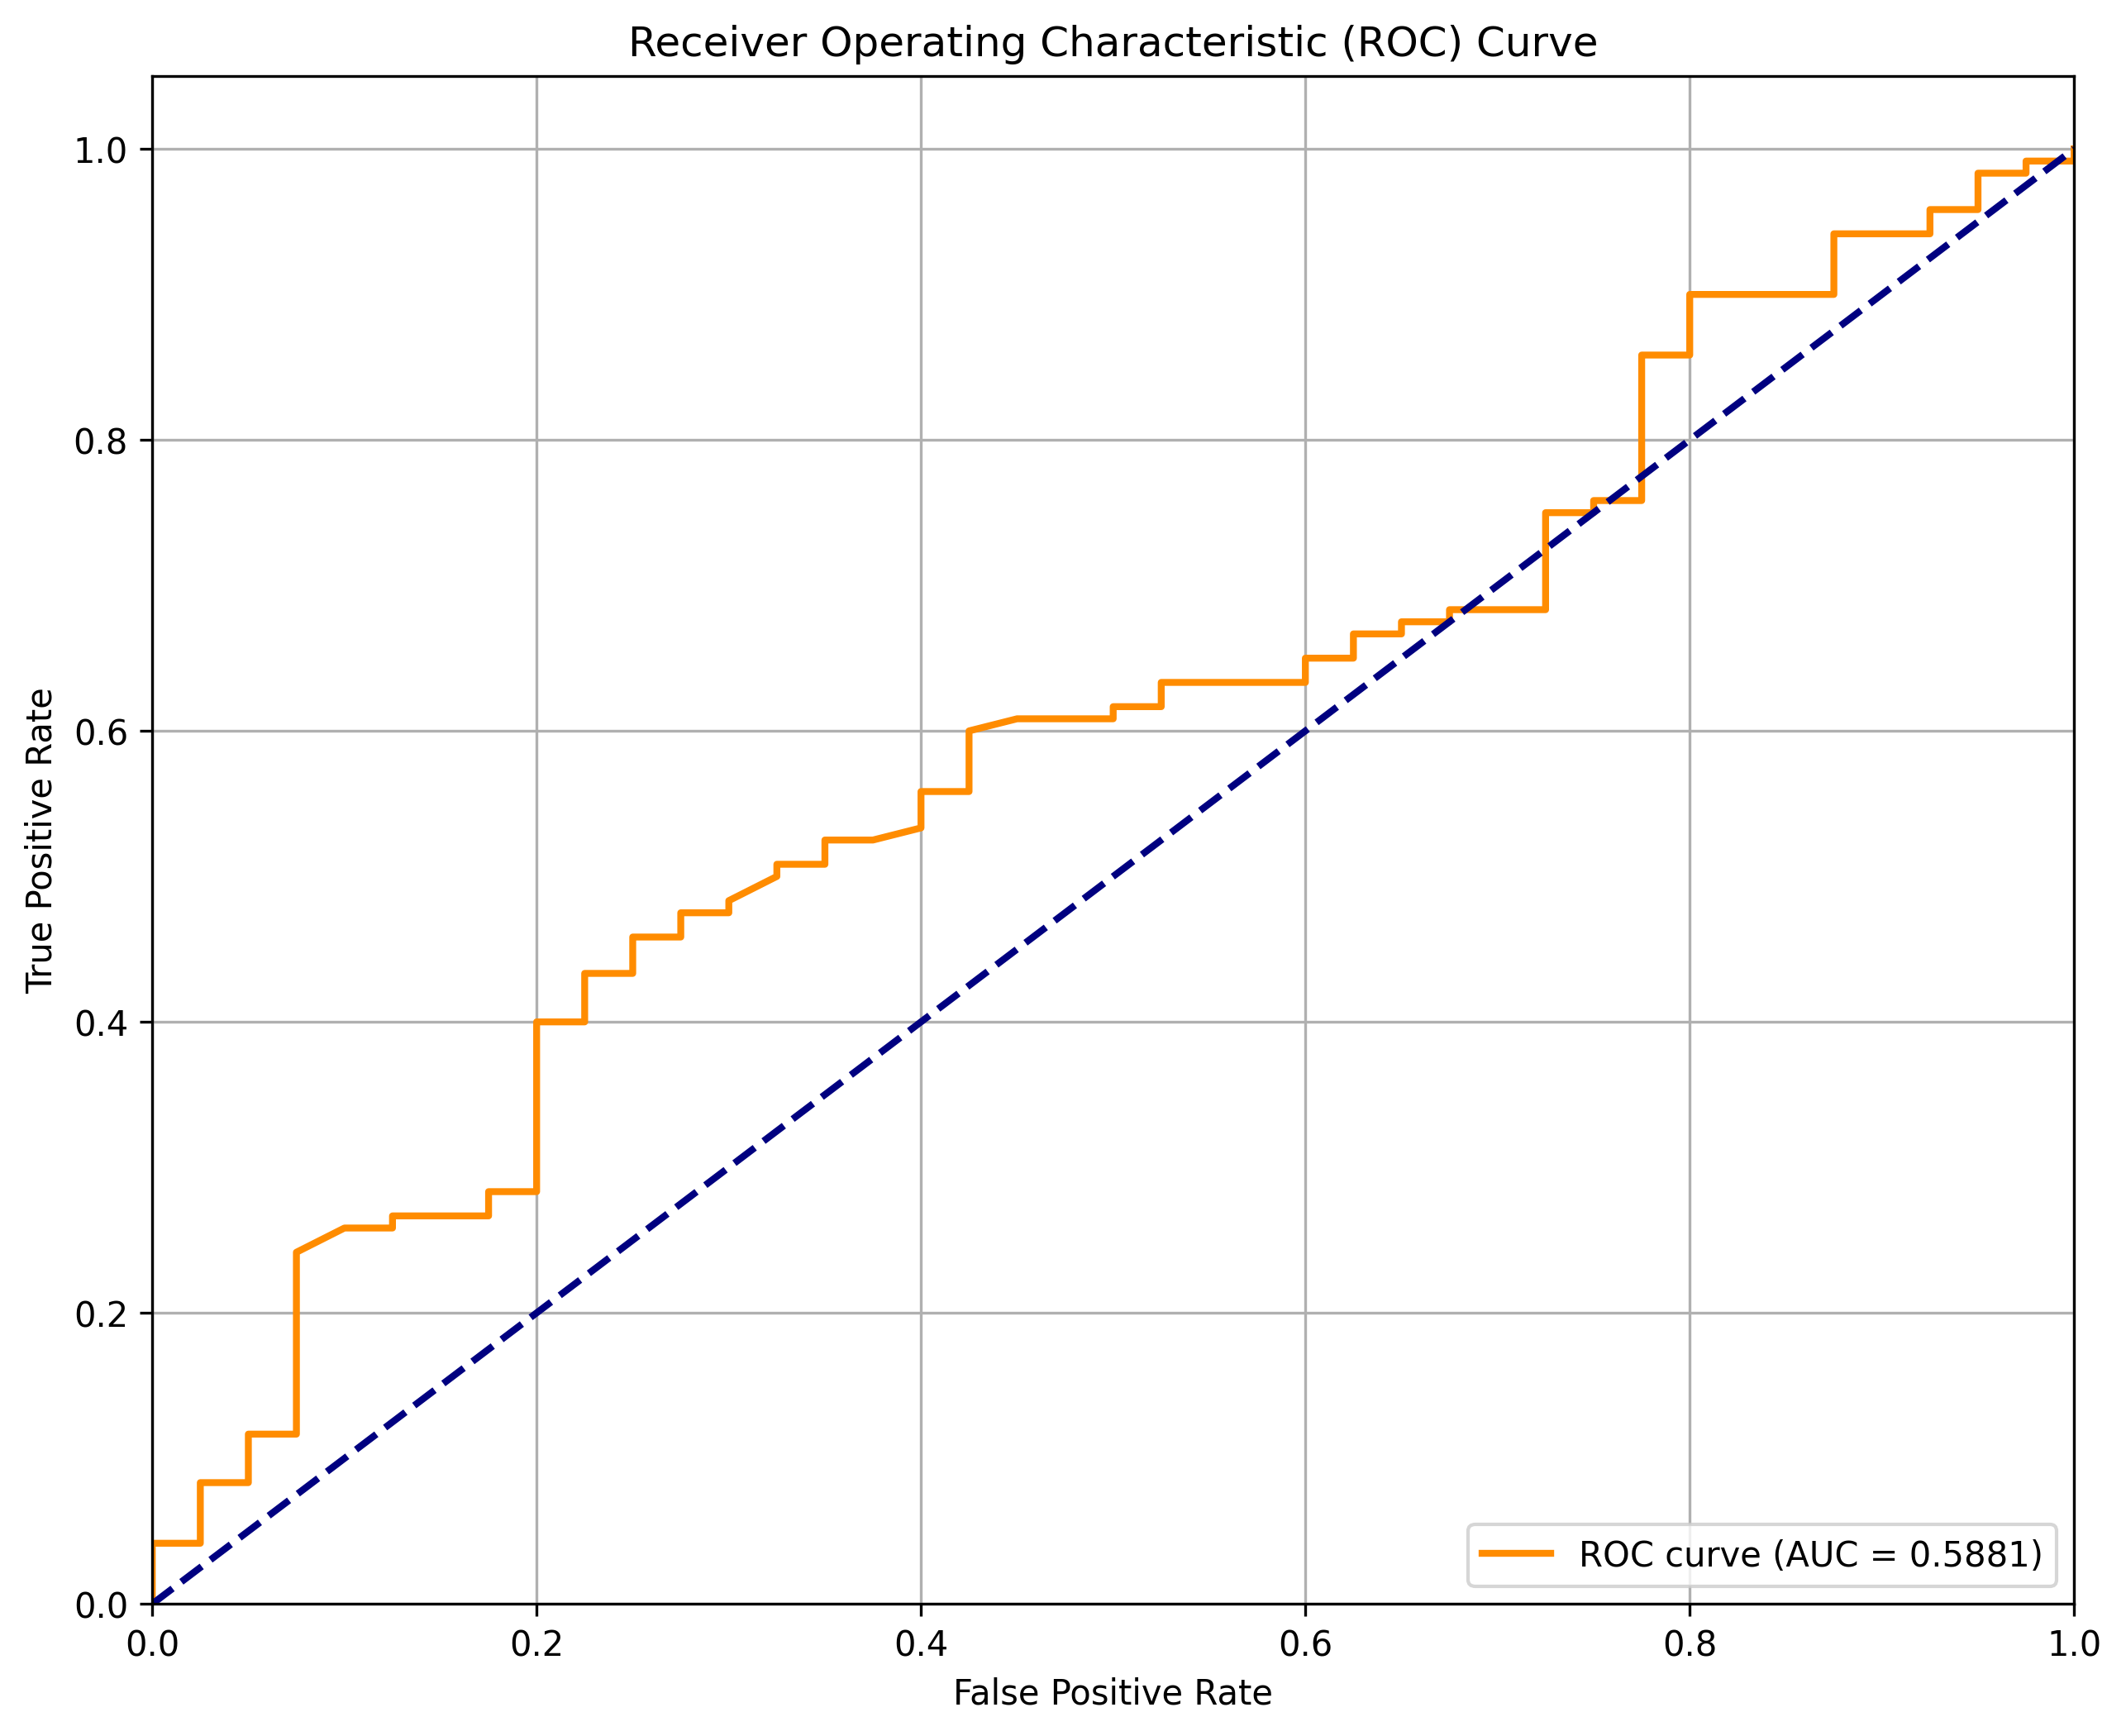 Receiver Operating Characteristic (ROC) Curve
True Positive Rate
1.0
0.8
0.6
0.4
0.2
0.0
ROC curve (AUC = 0.5881)
0.0 0.2 0.4 0.6 0.8 1.0
False Positive Rate